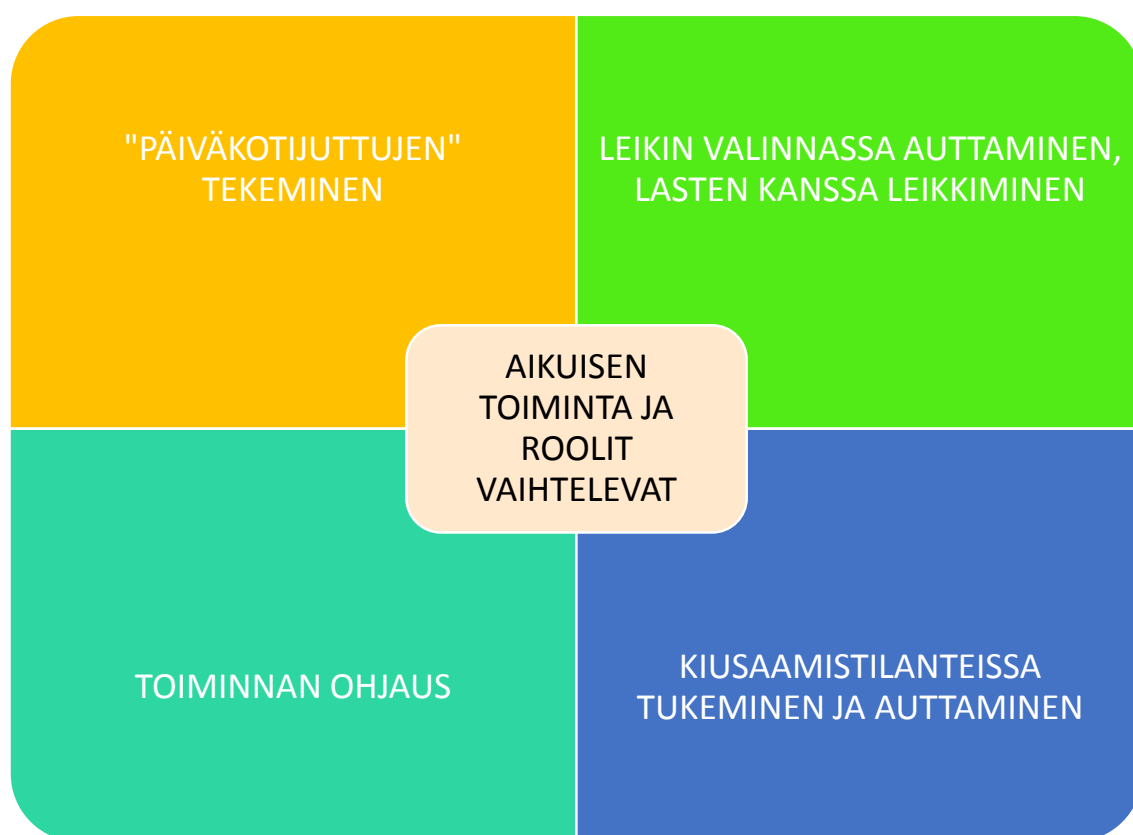 "PÄIVÄKOTIJUTTUJEN"
TEKEMINEN
LEIKIN VALINNASSA AUTTAMINEN,
LASTEN KANSSA LEIKKIMINEN
AIKUISEN
TOIMINTA JA
ROOLIT
VAIHTELEVAT
TOIMINNAN OHJAUS
KIUSAAMISTILANTEISSA
TUKEMINEN JA AUTTAMINEN